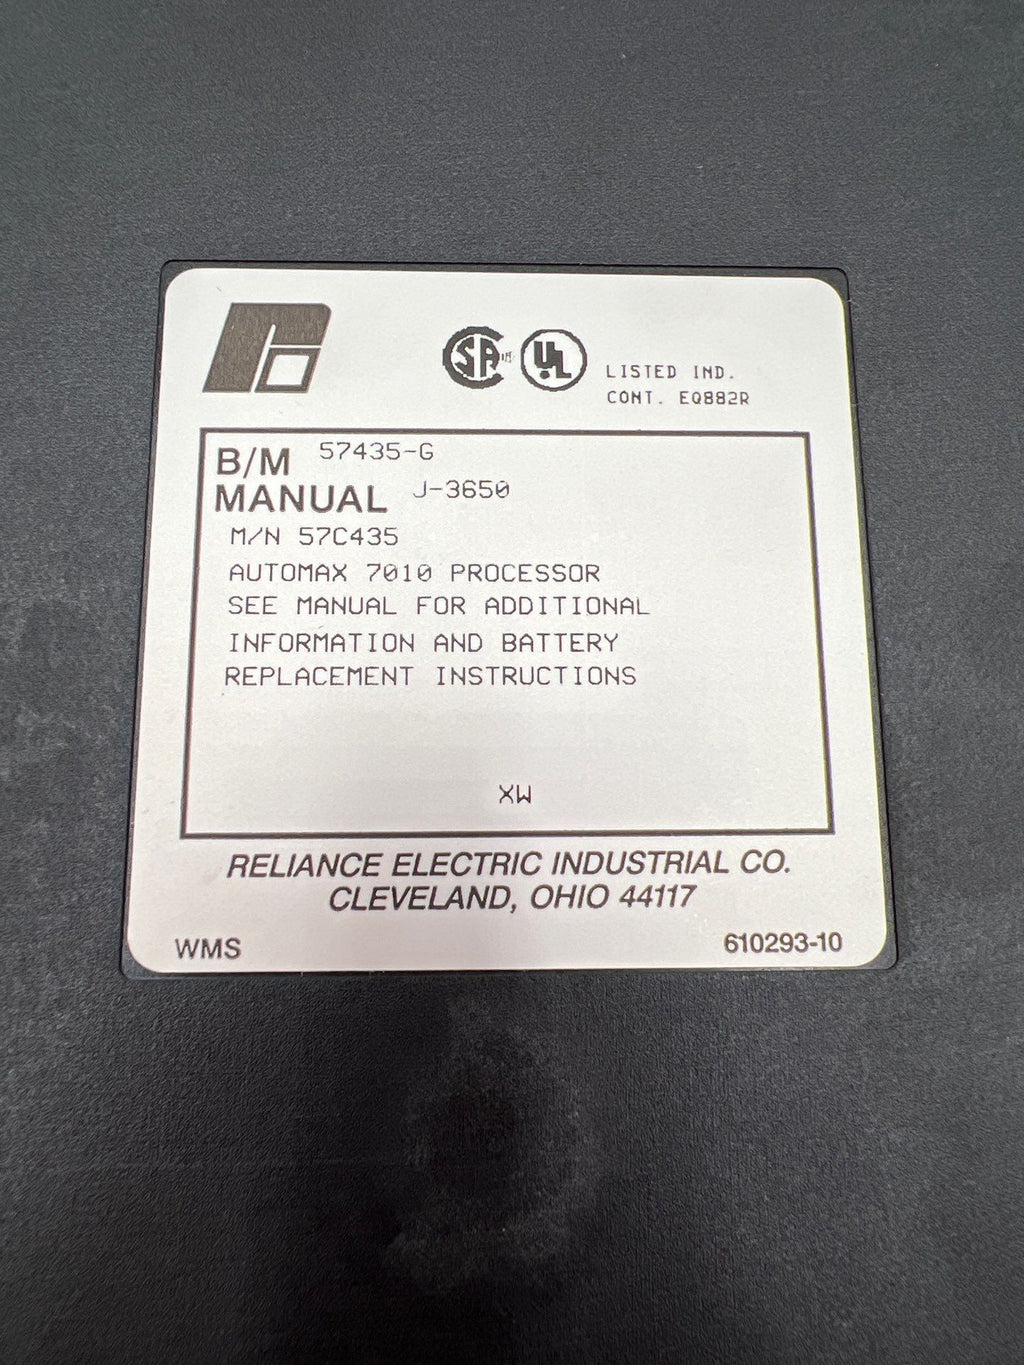 LISTED IND.
CONT. EQ882R
B/M 57435-G
MANUAL J-3650
M/N 57C435
AUTOMAX 7010 PROCESSOR
SEE MANUAL FOR ADDITIONAL
INFORMATION AND BATTERY
REPLACEMENT INSTRUCTIONS
XW
RELIANCE ELECTRIC INDUSTRIAL CO.
CLEVELAND, OHIO 44117
WMS 610293-10